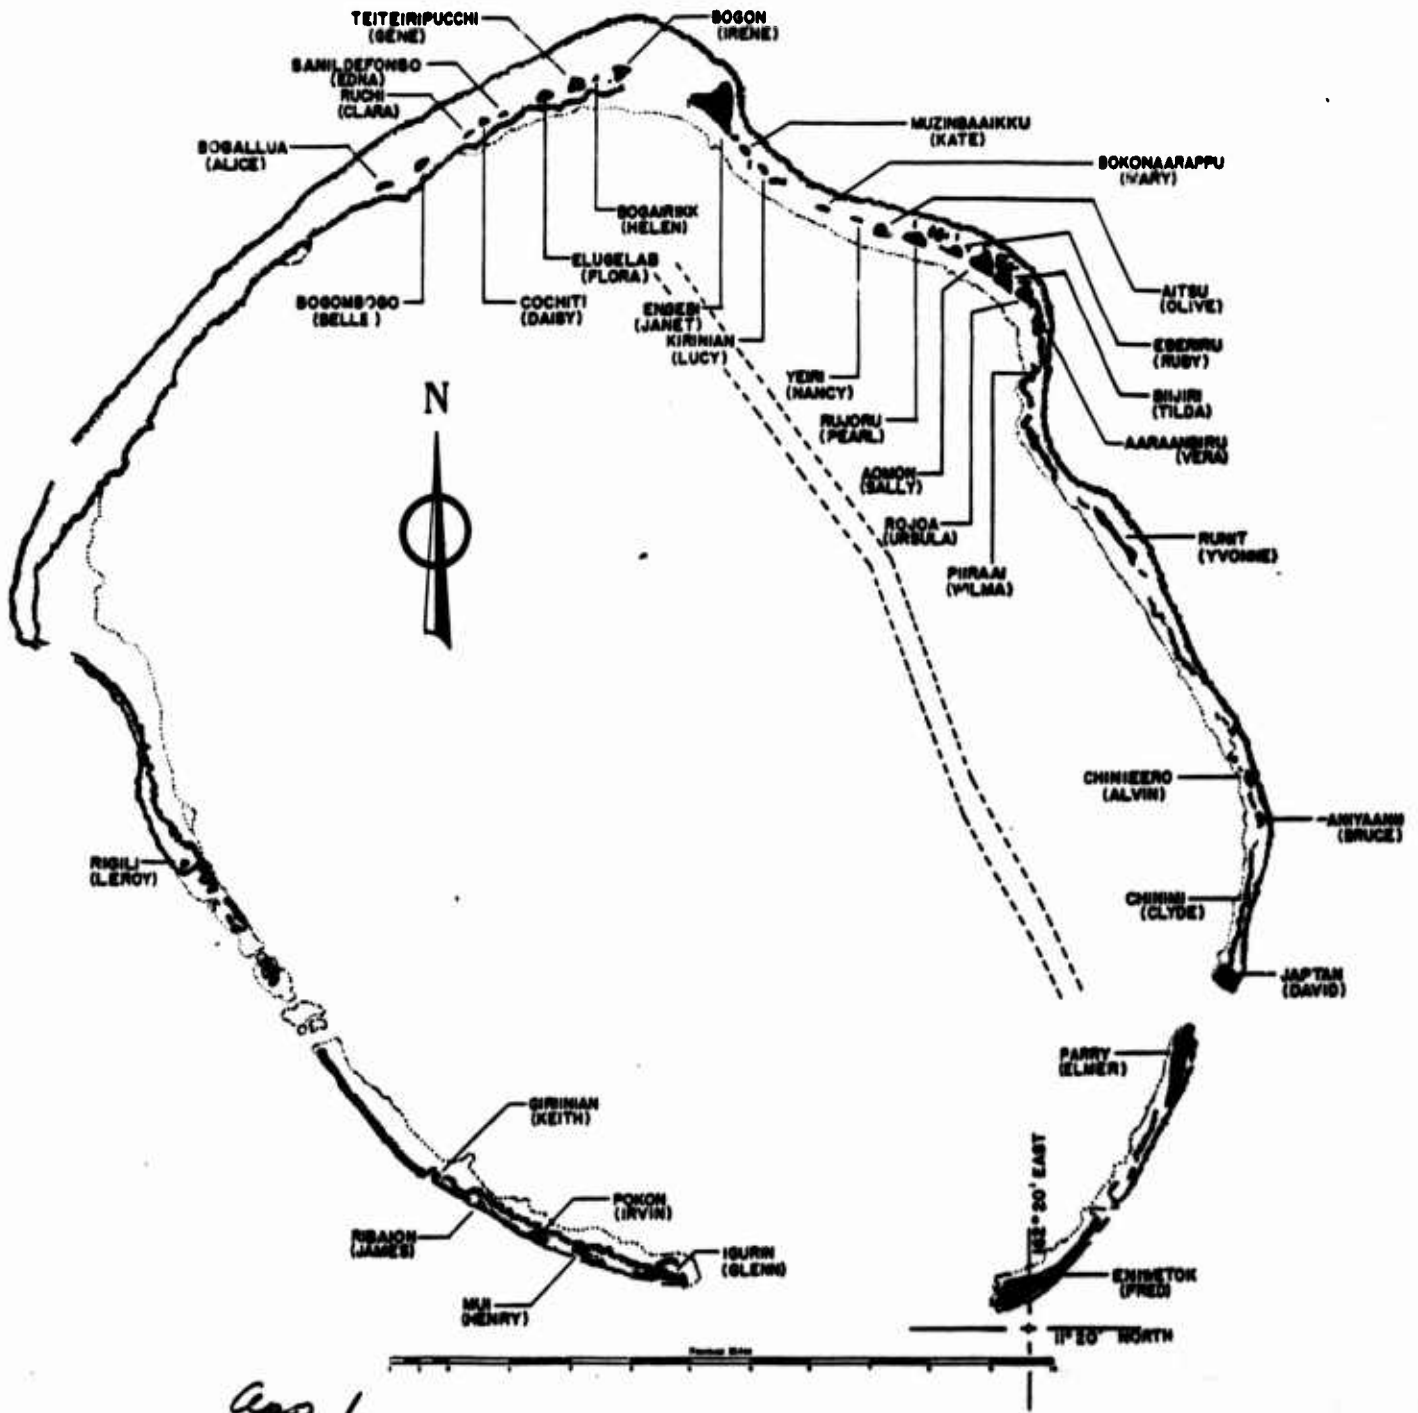 TEITEIRIPUCCHI
(GENE)
BOGON
(IRENE)
SANILDEFONSO
(EDNA)
RUCHI
(CLARA)
BOGALLUA
(ALICE)
MUZINBAAIKKU
(KATE)
BOKONAARAPPU
(MARY)
BOGAIRIKK
(HELEN)
ELUGELAB
(FLORA)
BOGOMBOGO
(BELLE)
COCHITI
(DAISY)
ENGEBI
(JANET)
KIRINIAN
(LUCY)
AITSU
(OLIVE)
EBERIRU
(RUBY)
YEIRI
(NANCY)
BIIJIRI
(TILDA)
RUJORU
(PEARL)
AARAANBIRU
(VERA)
AOMON
(SALLY)
ROJOA
(URSULA)
RUNIT
(YVONNE)
PIIRAAI
(WILMA)
N
CHINIEERO
(ALVIN)
ANIYAANII
(BRUCE)
RIGILI
(LEROY)
CHINIMI
(CLYDE)
JAPTAN
(DAVID)
PARRY
(ELMER)
GIRIINIAN
(KEITH)
POKON
(IRVIN)
RIBAION
(JAMES)
IGURIN
(GLENN)
MUI
(HENRY)
162° 20' EAST
ENIWETOK
(FRED)
11° 20' NORTH